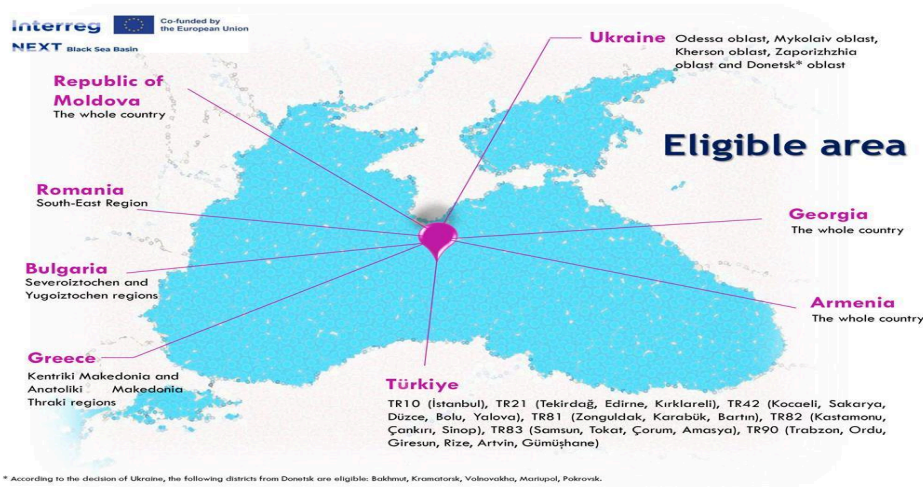 Interreg
Co-funded by
the European Union
NEXT Black Sea Basin
Ukraine
Odessa oblast, Mykolaiv oblast,
Kherson oblast, Zaporizhzhia
oblast and Donetsk* oblast
Republic of
Moldova
The whole country
Eligible area
Romania
South-East Region
Georgia
The whole country
Bulgaria
Severoiztochen and
Yugoiztochen regions
Armenia
The whole country
Greece
Kentriki Makedonia and
Anatoliki Makedonia
Thraki regions
Türkiye
TR10 (İstanbul), TR21 (Tekirdağ, Edirne, Kırklareli), TR42 (Kocaeli, Sakarya,
Düzce, Bolu, Yalova), TR81 (Zonguldak, Karabük, Bartın), TR82 (Kastamonu,
Çankırı, Sinop), TR83 (Samsun, Tokat, Çorum, Amasya), TR90 (Trabzon, Ordu,
Giresun, Rize, Artvin, Gümüşhane)
* According to the decision of Ukraine, the following districts from Donetsk are eligible: Bakhmut, Kramatorsk, Volnovakha, Mariupol, Pokrovsk.